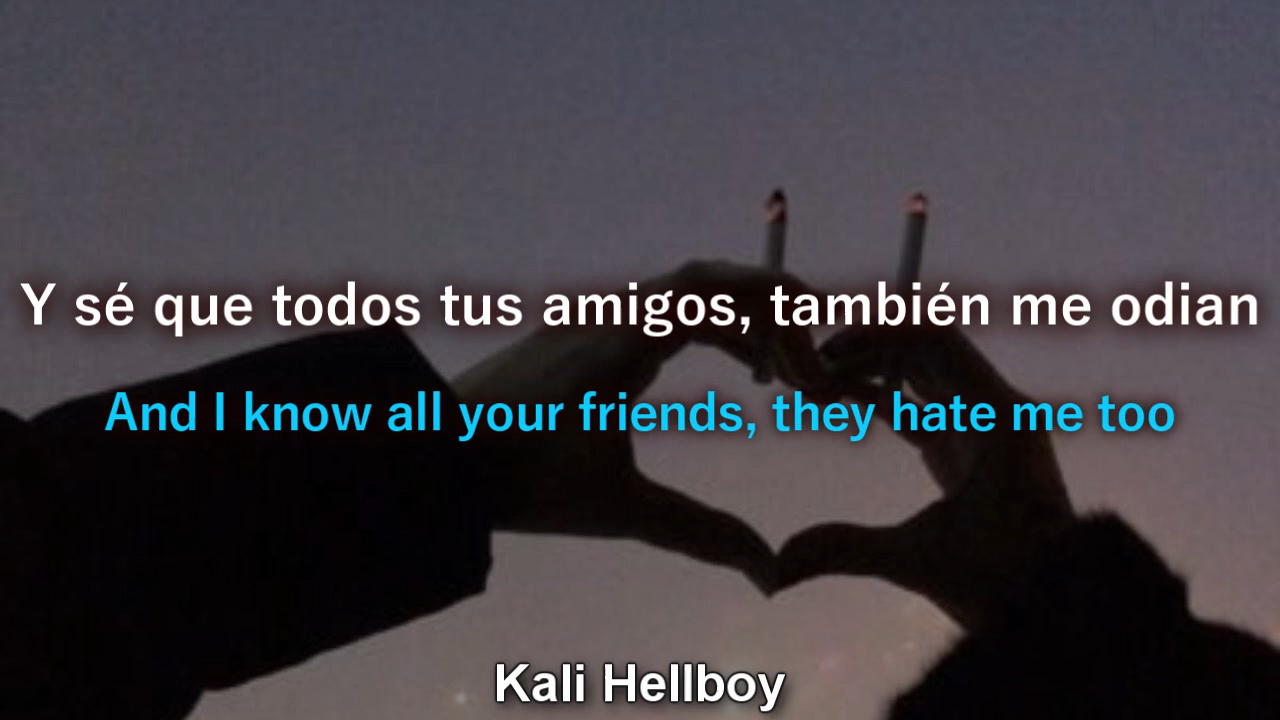 Y sé que todos tus amigos, también me odian
And I know all your friends, they hate me too
Kali Hellboy